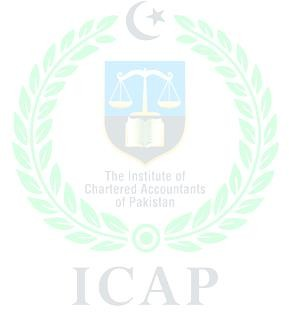 The Institute of
Chartered Accountants
of Pakistan
ICAP